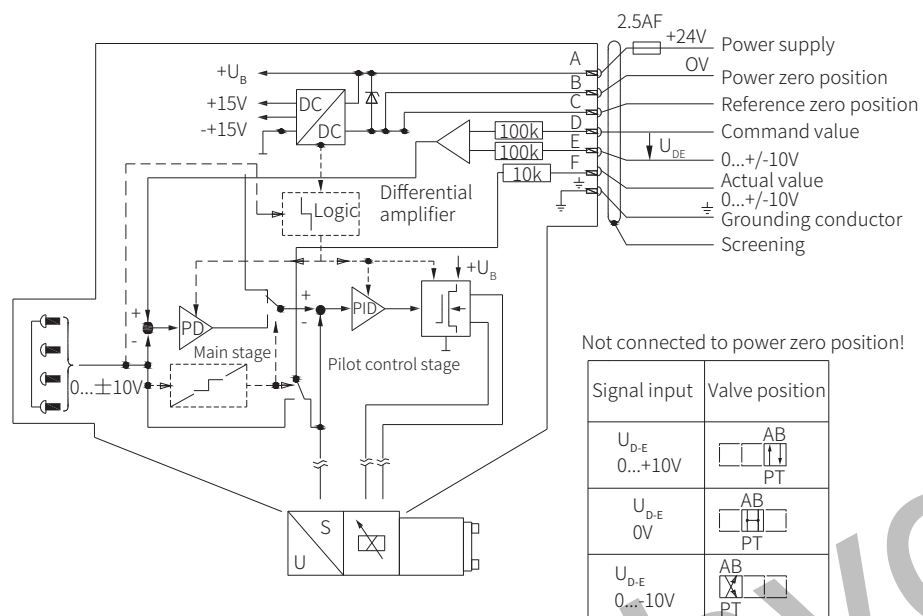 2.5AF
+24V
Power supply
A
+U_B
OV
B
Power zero position
C
Reference zero position
+15V
DC
D
Command value
-+15V
DC
100k
U_DE
E
100k
0...+/-10V
F
10k
Actual value
0...+/-10V
Differential
amplifier
Logic
Grounding conductor
Screening
+U_B
+
+
PD
-
PID
-
Main stage
Pilot control stage
0...±10V
Not connected to power zero position!
Signal input
Valve position
U_D-E
0...+10V
AB
PT
U_D-E
0V
AB
PT
U_D-E
0...-10V
AB
PT
S
U